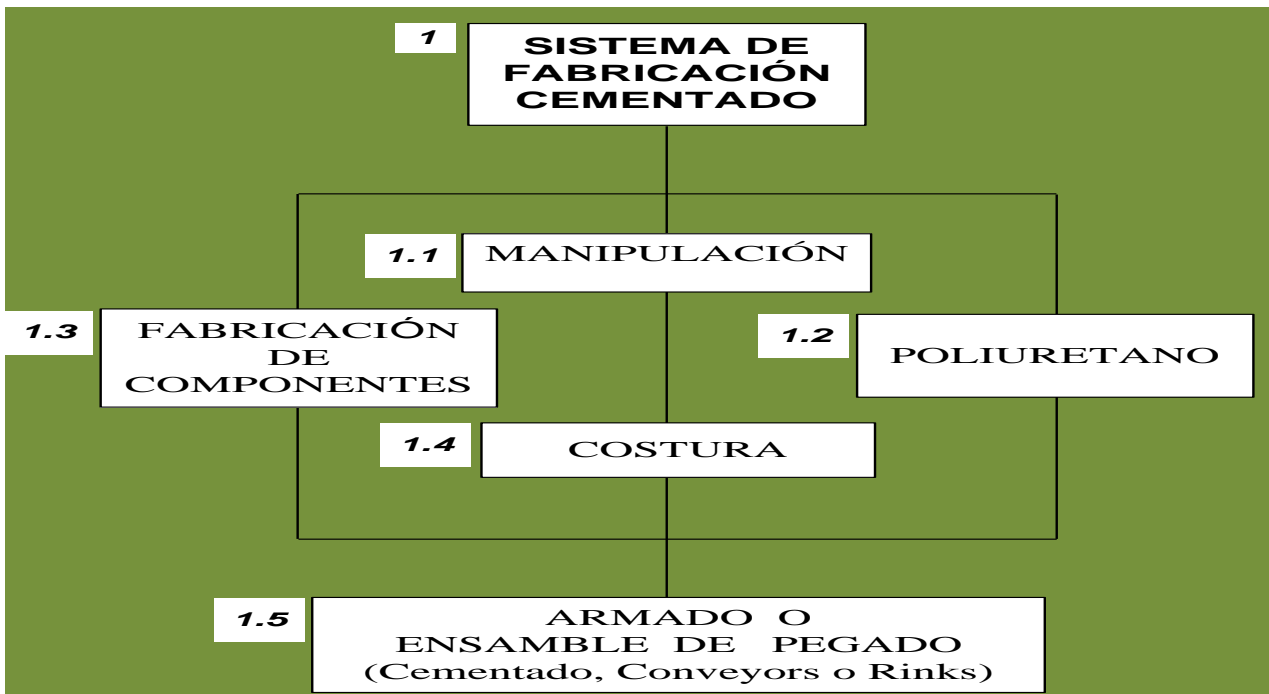 1
SISTEMA DE
FABRICACIÓN
CEMENTADO
1.1
MANIPULACIÓN
1.3
FABRICACIÓN
DE
COMPONENTES
1.2
POLIURETANO
1.4
COSTURA
1.5
ARMADO O
ENSAMBLE DE PEGADO
(Cementado, Conveyors o Rinks)